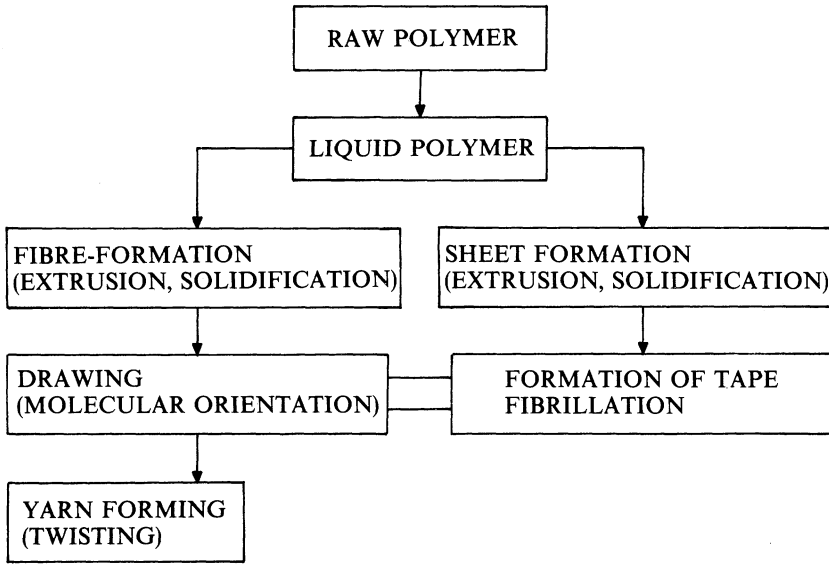 RAW POLYMER
LIQUID POLYMER
FIBRE-FORMATION
(EXTRUSION, SOLIDIFICATION)
SHEET FORMATION
(EXTRUSION, SOLIDIFICATION)
DRAWING
(MOLECULAR ORIENTATION)
FORMATION OF TAPE
FIBRILLATION
YARN FORMING
(TWISTING)